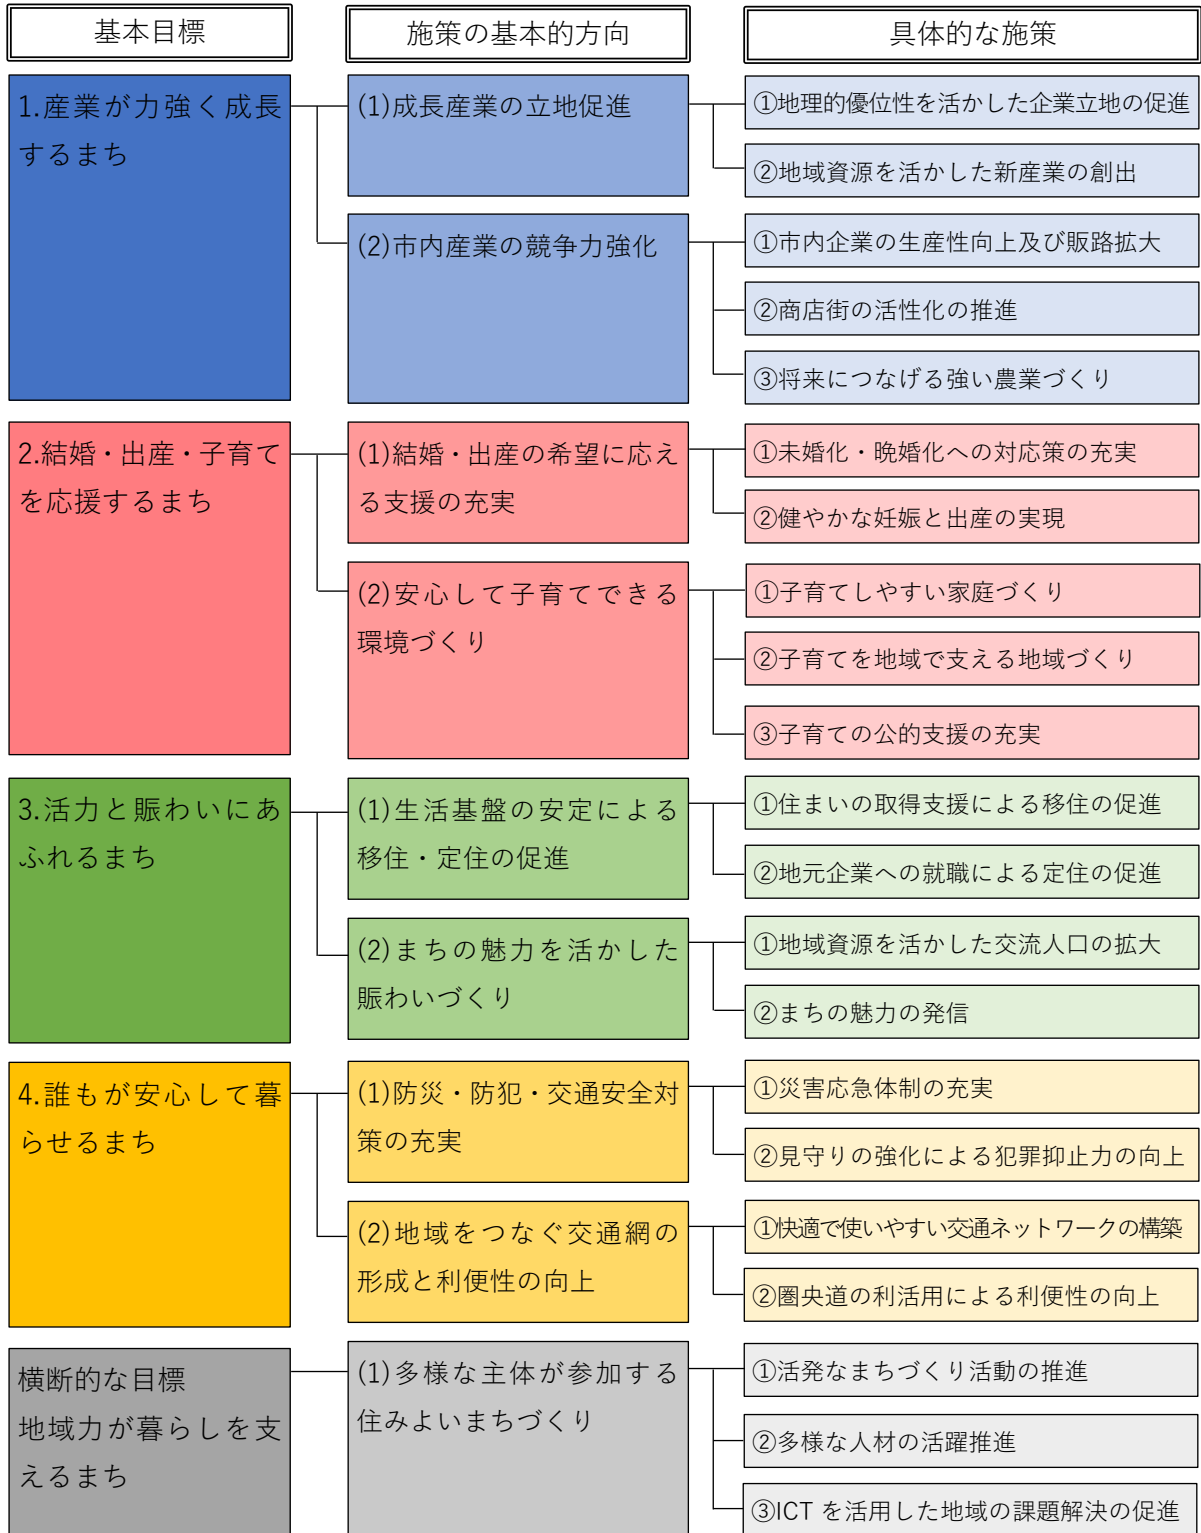 基本目標
施策の基本的方向
具体的な施策
1.産業が力強く成長
するまち
(1)成長産業の立地促進
①地理的優位性を活かした企業立地の促進
②地域資源を活かした新産業の創出
(2)市内産業の競争力強化
①市内企業の生産性向上及び販路拡大
②商店街の活性化の推進
③将来につなげる強い農業づくり
2.結婚・出産・子育て
を応援するまち
(1)結婚・出産の希望に応え
る支援の充実
①未婚化・晩婚化への対応策の充実
②健やかな妊娠と出産の実現
(2)安心して子育てできる
環境づくり
①子育てしやすい家庭づくり
②子育てを地域で支える地域づくり
③子育ての公的支援の充実
3.活力と賑わいにあ
ふれるまち
(1)生活基盤の安定による
移住・定住の促進
①住まいの取得支援による移住の促進
②地元企業への就職による定住の促進
(2)まちの魅力を活かした
賑わいづくり
①地域資源を活かした交流人口の拡大
②まちの魅力の発信
4.誰もが安心して暮
らせるまち
(1)防災・防犯・交通安全対
策の充実
①災害応急体制の充実
②見守りの強化による犯罪抑止力の向上
(2)地域をつなぐ交通網の
形成と利便性の向上
①快適で使いやすい交通ネットワークの構築
②圏央道の利活用による利便性の向上
横断的な目標
地域力が暮らしを支
えるまち
(1)多様な主体が参加する
住みよいまちづくり
①活発なまちづくり活動の推進
②多様な人材の活躍推進
③ICT を活用した地域の課題解決の促進